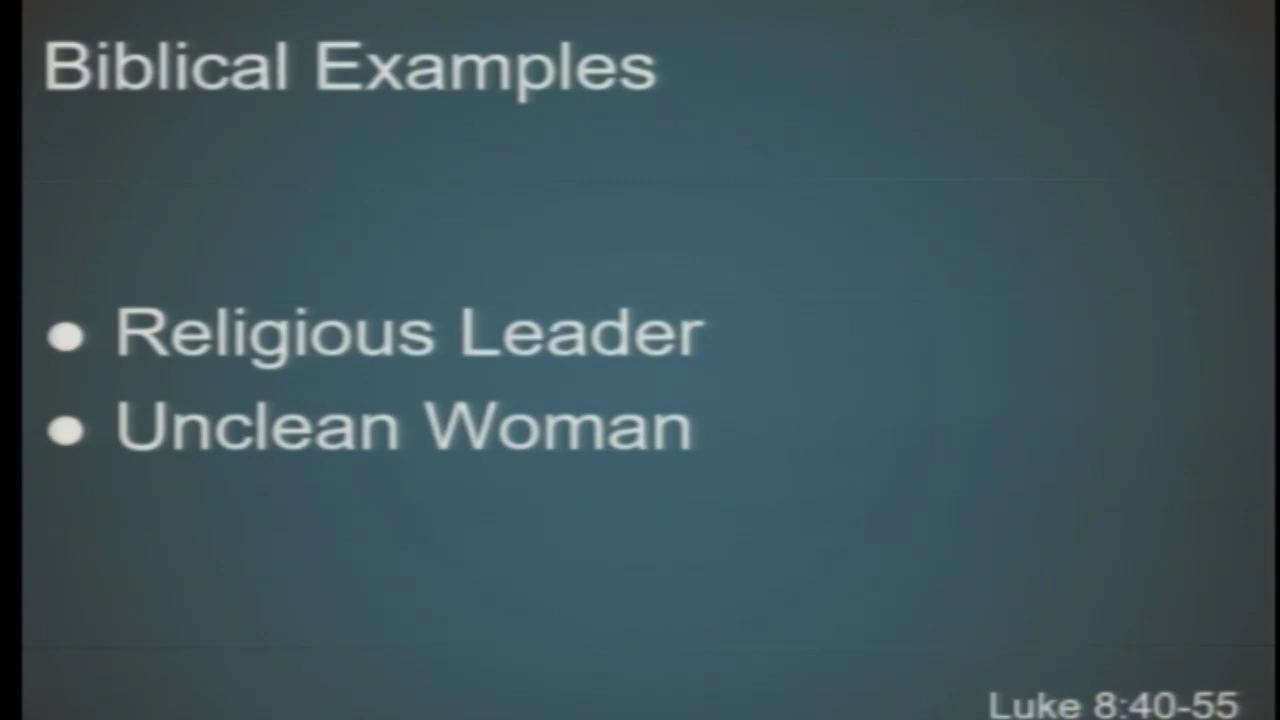 Biblical Examples
● Religious Leader
● Unclean Woman
Luke 8:40-55